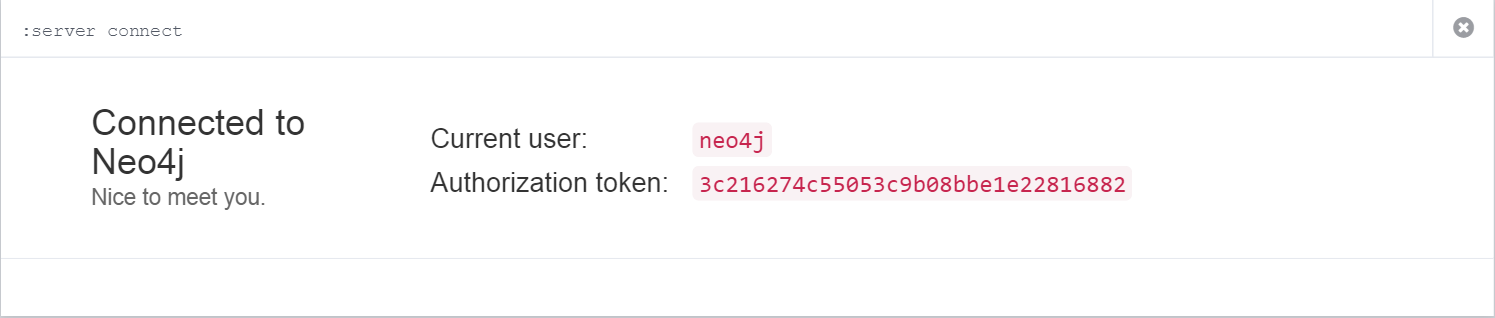 :server connect
Connected to
Neo4j
Nice to meet you.
Current user: neo4j
Authorization token: 3c216274c55053c9b08bbe1e22816882